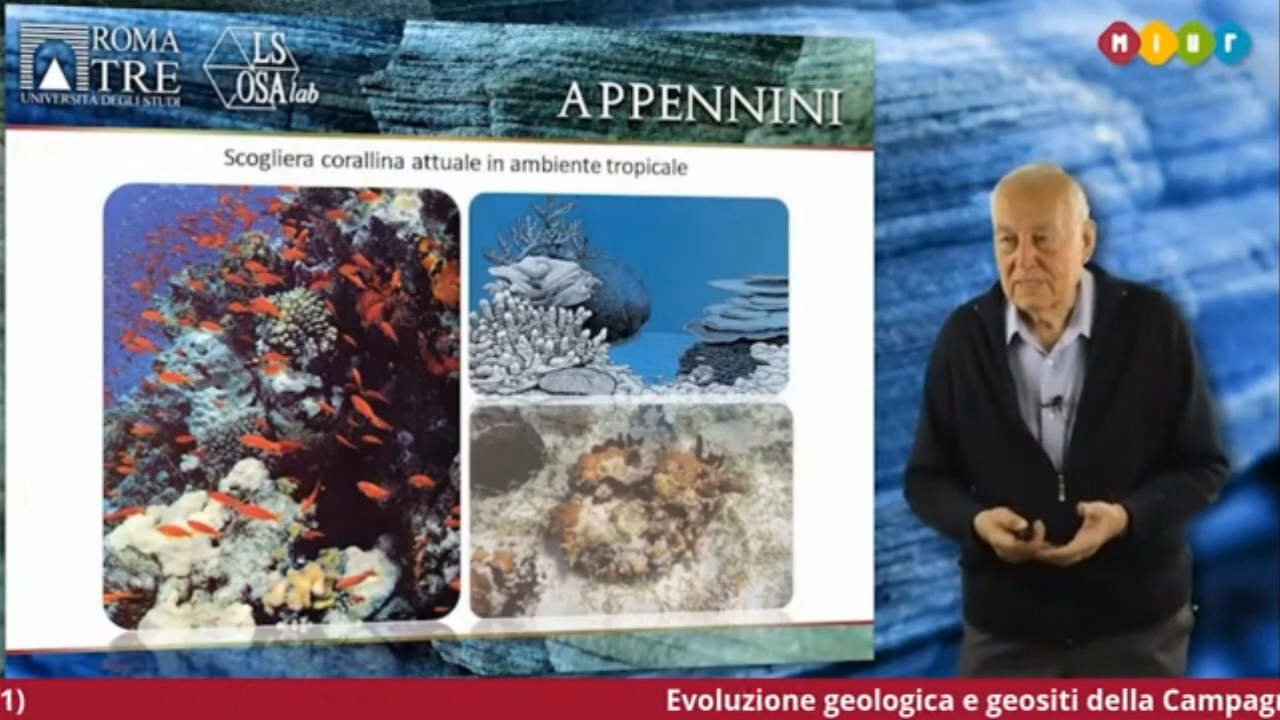 ROMA
TRE
UNIVERSITÀ DEGLI STUDI
LS
OSA lab
APPENNINI
MIUR
Scogliera corallina attuale in ambiente tropicale
1)
Evoluzione geologica e geositi della Campag